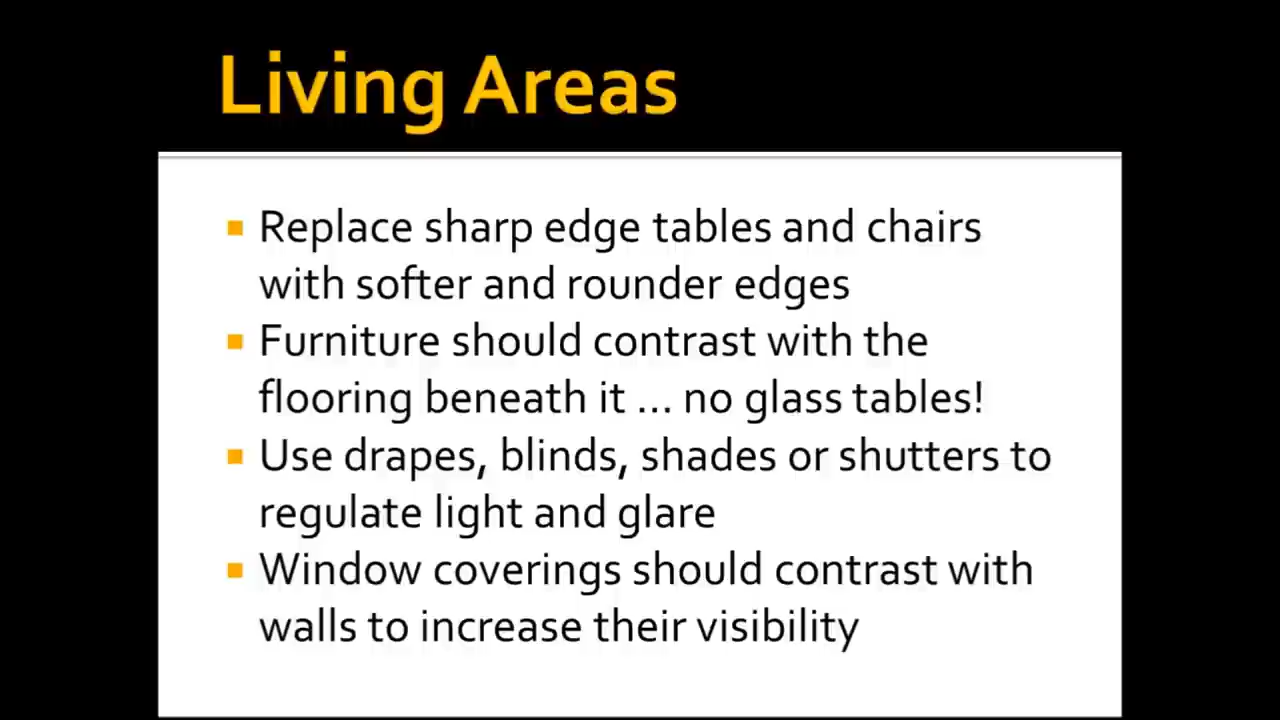 Living Areas
Replace sharp edge tables and chairs
with softer and rounder edges
Furniture should contrast with the
flooring beneath it ... no glass tables!
Use drapes, blinds, shades or shutters to
regulate light and glare
Window coverings should contrast with
walls to increase their visibility